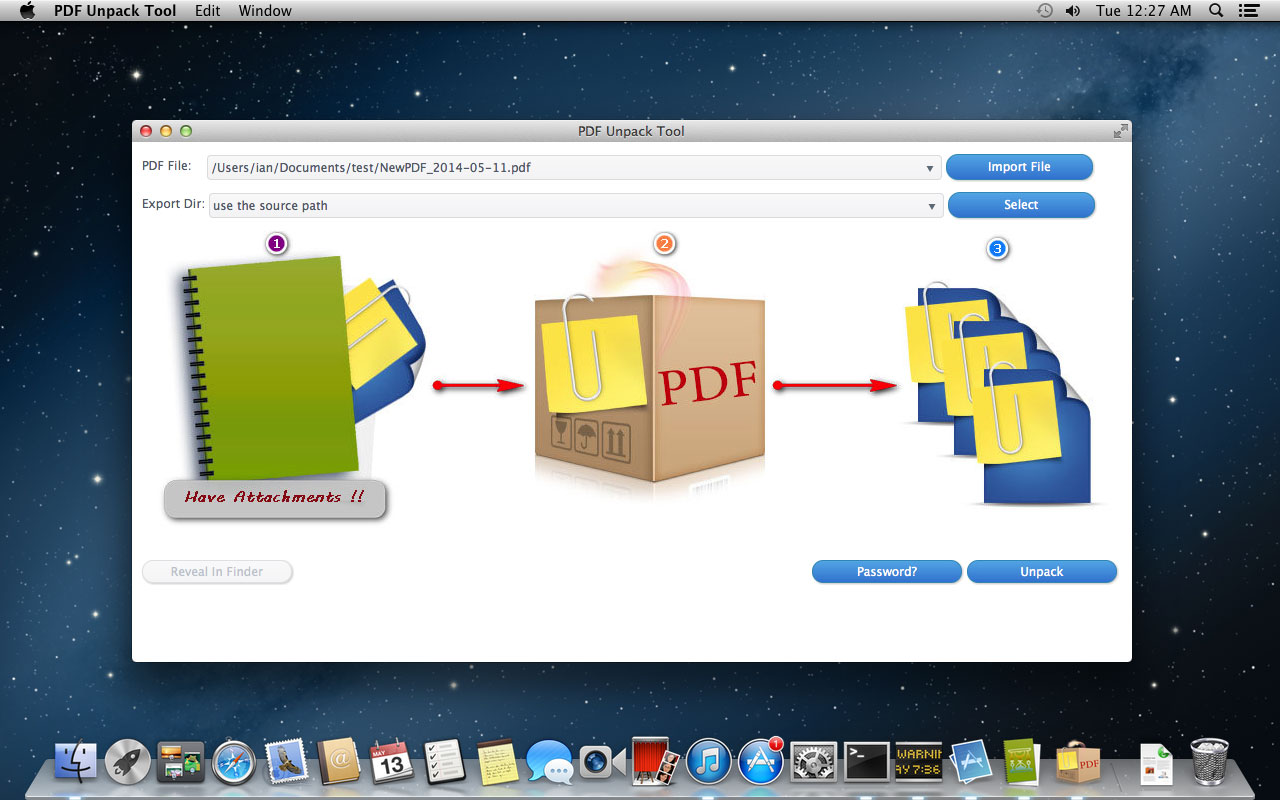 PDF Unpack Tool Edit Window Tue 12:27 AM
PDF Unpack Tool
PDF File: /Users/ian/Documents/test/NewPDF_2014-05-11.pdf Import File
Export Dir: use the source path Select
1 2 3
PDF
Have Attachments !!
Reveal In Finder Password? Unpack
MAY
13
1
WARNIN
AY 7:36
PDF